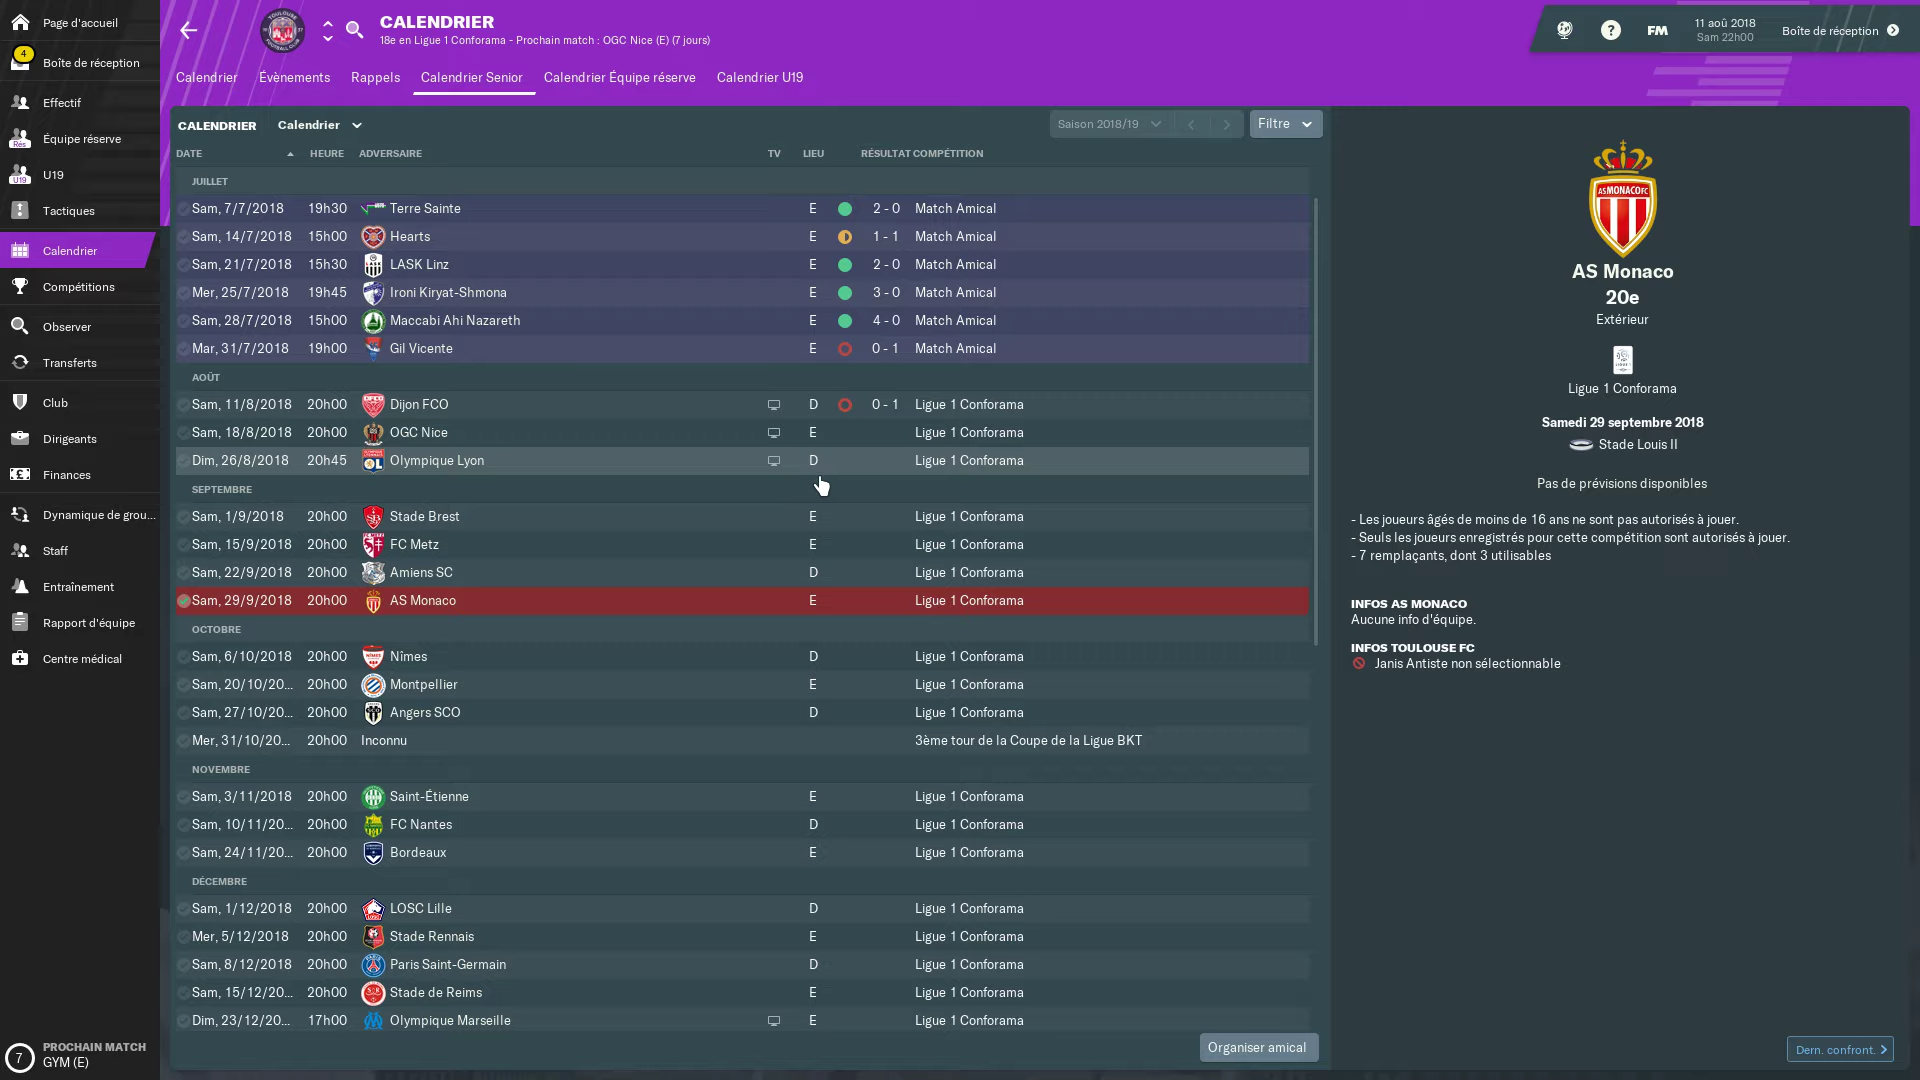 Page d'accueil
4
Boîte de réception
Effectif
Équipe réserve
Rés
U19
U19
Tactiques
Calendrier
Compétitions
Observer
Transferts
Club
Dirigeants
Finances
Dynamique de grou...
Staff
Entraînement
Rapport d'équipe
Centre médical
7
PROCHAIN MATCH
GYM (E)
CALENDRIER
18e en Ligue 1 Conforama - Prochain match : OGC Nice (E) (7 jours)
Calendrier Évènements Rappels Calendrier Senior Calendrier Équipe réserve Calendrier U19
? FM 11 aoû 2018 Boîte de réception
Sam 22h00
CALENDRIER Calendrier Saison 2018/19 Filtre
DATE HEURE ADVERSAIRE TV LIEU RÉSULTAT COMPÉTITION
JUILLET
Sam, 7/7/2018 19h30 Terre Sainte E 2 - 0 Match Amical
Sam, 14/7/2018 15h00 Hearts E 1 - 1 Match Amical
Sam, 21/7/2018 15h30 LASK Linz E 2 - 0 Match Amical
Mer, 25/7/2018 19h45 Ironi Kiryat-Shmona E 3 - 0 Match Amical
Sam, 28/7/2018 15h00 Maccabi Ahi Nazareth E 4 - 0 Match Amical
Mar, 31/7/2018 19h00 Gil Vicente E 0 - 1 Match Amical
AOÛT
Sam, 11/8/2018 20h00 Dijon FCO D 0 - 1 Ligue 1 Conforama
Sam, 18/8/2018 20h00 OGC Nice E Ligue 1 Conforama
Dim, 26/8/2018 20h45 Olympique Lyon D Ligue 1 Conforama
SEPTEMBRE
Sam, 1/9/2018 20h00 Stade Brest E Ligue 1 Conforama
Sam, 15/9/2018 20h00 FC Metz E Ligue 1 Conforama
Sam, 22/9/2018 20h00 Amiens SC D Ligue 1 Conforama
Sam, 29/9/2018 20h00 AS Monaco E Ligue 1 Conforama
OCTOBRE
Sam, 6/10/2018 20h00 Nîmes D Ligue 1 Conforama
Sam, 20/10/20... 20h00 Montpellier E Ligue 1 Conforama
Sam, 27/10/20... 20h00 Angers SCO D Ligue 1 Conforama
Mer, 31/10/20... 20h00 Inconnu 3ème tour de la Coupe de la Ligue BKT
NOVEMBRE
Sam, 3/11/2018 20h00 Saint-Étienne E Ligue 1 Conforama
Sam, 10/11/20... 20h00 FC Nantes D Ligue 1 Conforama
Sam, 24/11/20... 20h00 Bordeaux E Ligue 1 Conforama
DÉCEMBRE
Sam, 1/12/2018 20h00 LOSC Lille D Ligue 1 Conforama
Mer, 5/12/2018 20h00 Stade Rennais E Ligue 1 Conforama
Sam, 8/12/2018 20h00 Paris Saint-Germain D Ligue 1 Conforama
Sam, 15/12/20... 20h00 Stade de Reims E Ligue 1 Conforama
Dim, 23/12/20... 17h00 Olympique Marseille E Ligue 1 Conforama
Organiser amical
AS MONACO FC
AS Monaco
20e
Extérieur
Ligue 1 Conforama
Samedi 29 septembre 2018
Stade Louis II
Pas de prévisions disponibles
- Les joueurs âgés de moins de 16 ans ne sont pas autorisés à jouer.
- Seuls les joueurs enregistrés pour cette compétition sont autorisés à jouer.
- 7 remplaçants, dont 3 utilisables
INFOS AS MONACO
Aucune info d'équipe.
INFOS TOULOUSE FC
Janis Antiste non sélectionnable
Dern. confront.